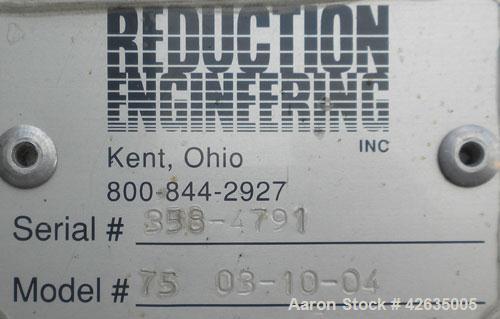 REDUCTION
ENGINEERING
INC
Kent, Ohio
800-844-2927
Serial # 358-4791
Model # 75 03-10-04
Aaron Stock # 42635005